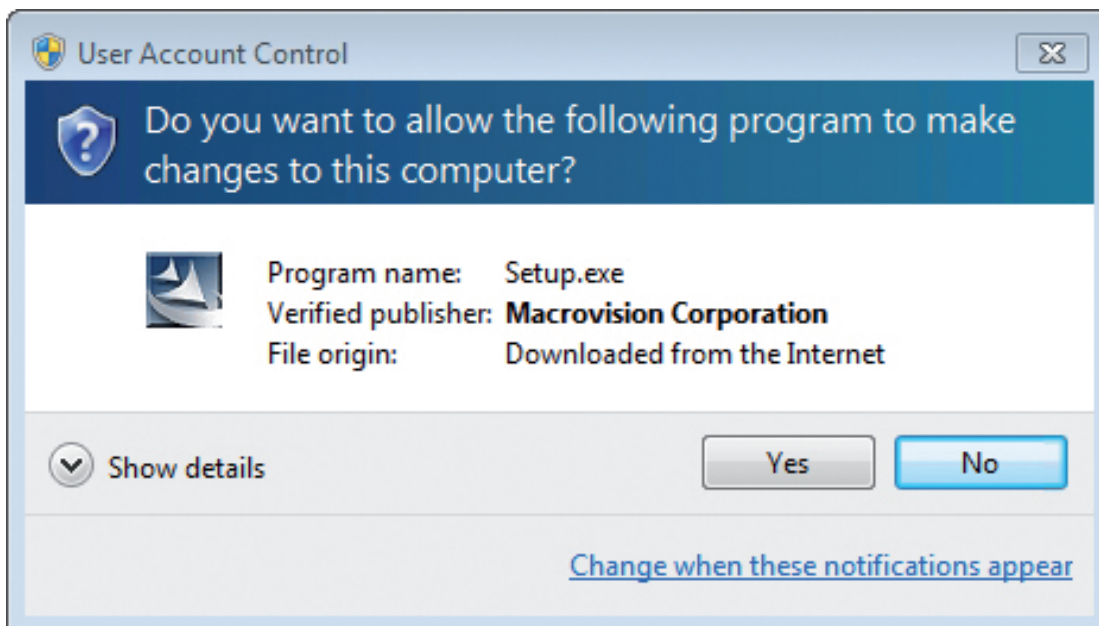 User Account Control
Do you want to allow the following program to make
changes to this computer?
Program name: Setup.exe
Verified publisher: Macrovision Corporation
File origin: Downloaded from the Internet
Show details
Yes
No
Change when these notifications appear